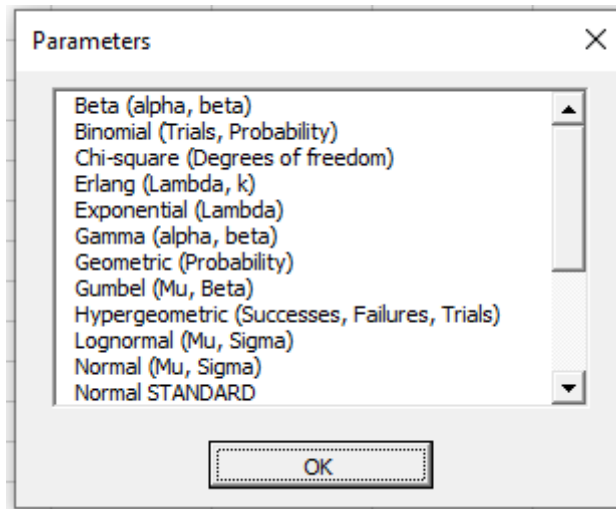 Parameters
Beta (alpha, beta)
Binomial (Trials, Probability)
Chi-square (Degrees of freedom)
Erlang (Lambda, k)
Exponential (Lambda)
Gamma (alpha, beta)
Geometric (Probability)
Gumbel (Mu, Beta)
Hypergeometric (Successes, Failures, Trials)
Lognormal (Mu, Sigma)
Normal (Mu, Sigma)
Normal STANDARD
OK